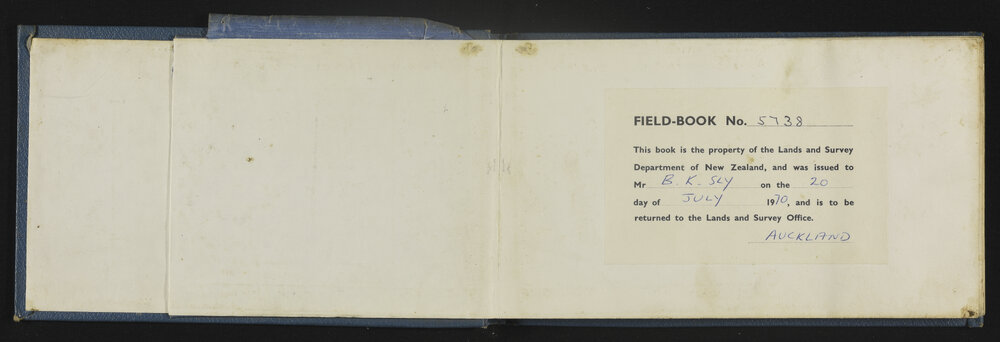 FIELD-BOOK No. 5738
This book is the property of the Lands and Survey
Department of New Zealand, and was issued to
Mr B. K. SLY on the 20
day of JULY 1970, and is to be
returned to the Lands and Survey Office.
AUCKLAND